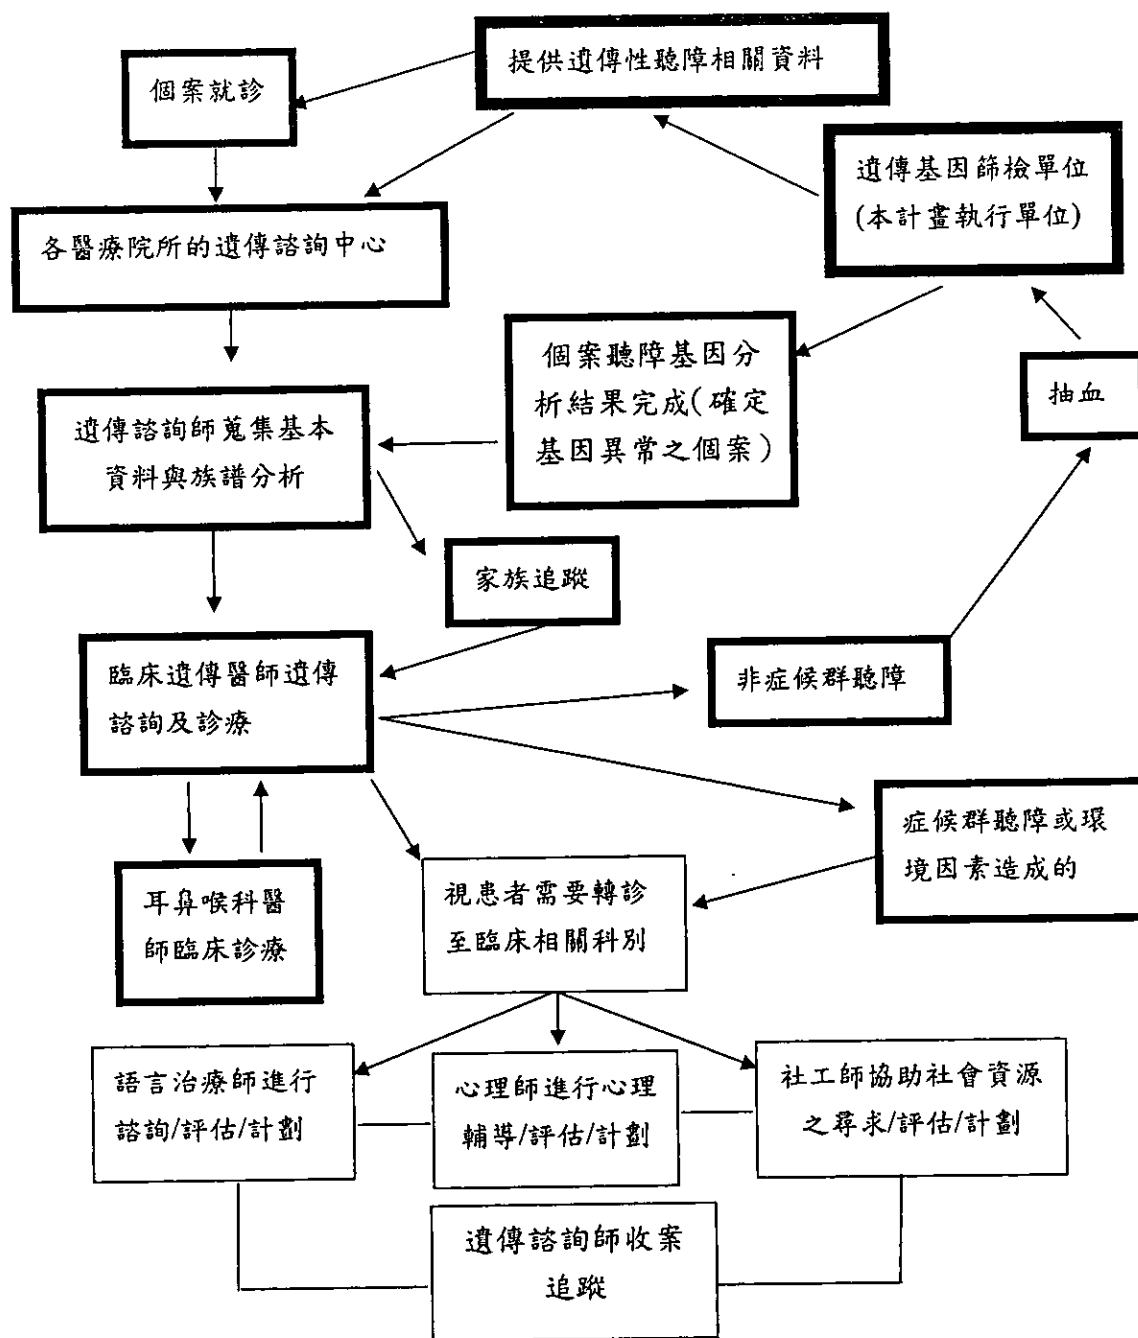 提供遺傳性聽障相關資料
個案就診
遺傳基因篩檢單位
(本計畫執行單位)
各醫療院所的遺傳諮詢中心
個案聽障基因分
析結果完成(確定
基因異常之個案)
抽血
遺傳諮詢師蒐集基本
資料與族譜分析
家族追蹤
臨床遺傳醫師遺傳
諮詢及診療
非症候群聽障
症候群聽障或環
境因素造成的
耳鼻喉科醫
師臨床診療
視患者需要轉診
至臨床相關科別
語言治療師進行
諮詢/評估/計劃
心理師進行心理
輔導/評估/計劃
社工師協助社會資源
之尋求/評估/計劃
遺傳諮詢師收案
追蹤